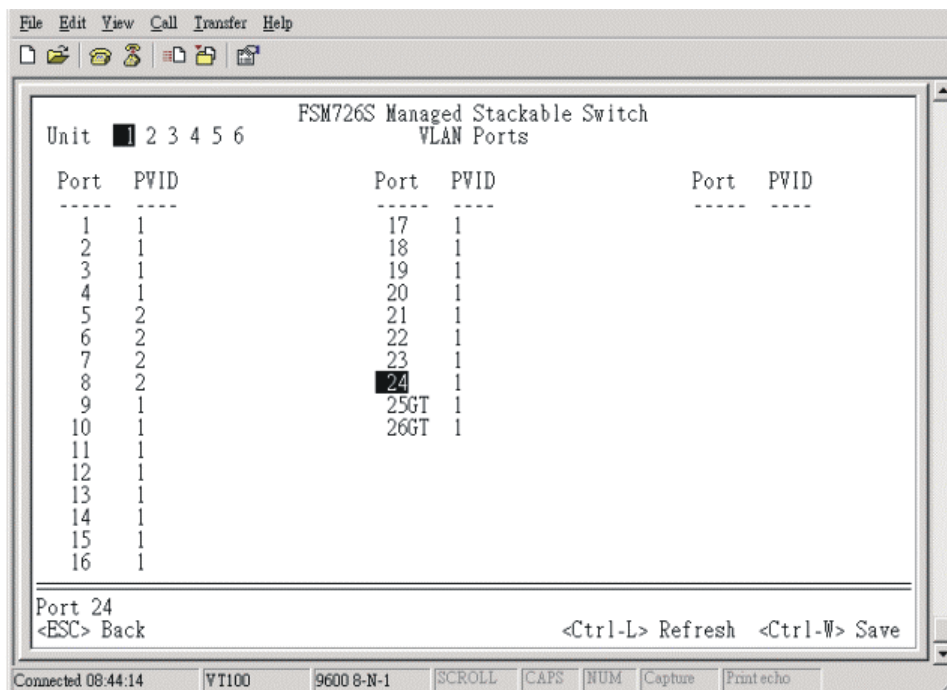 File Edit View Call Transfer Help
FSM726S Managed Stackable Switch
Unit 1 2 3 4 5 6 VLAN Ports
Port PVID Port PVID Port PVID
----- ---- ----- ---- ----- ----
1 1 17 1
2 1 18 1
3 1 19 1
4 1 20 1
5 2 21 1
6 2 22 1
7 2 23 1
8 2 24 1
9 1 25GT 1
10 1 26GT 1
11 1
12 1
13 1
14 1
15 1
16 1
Port 24
<ESC> Back <Ctrl-L> Refresh <Ctrl-W> Save
Connected 08:44:14 VT100 9600 8-N-1 SCROLL CAPS NUM Capture Print echo